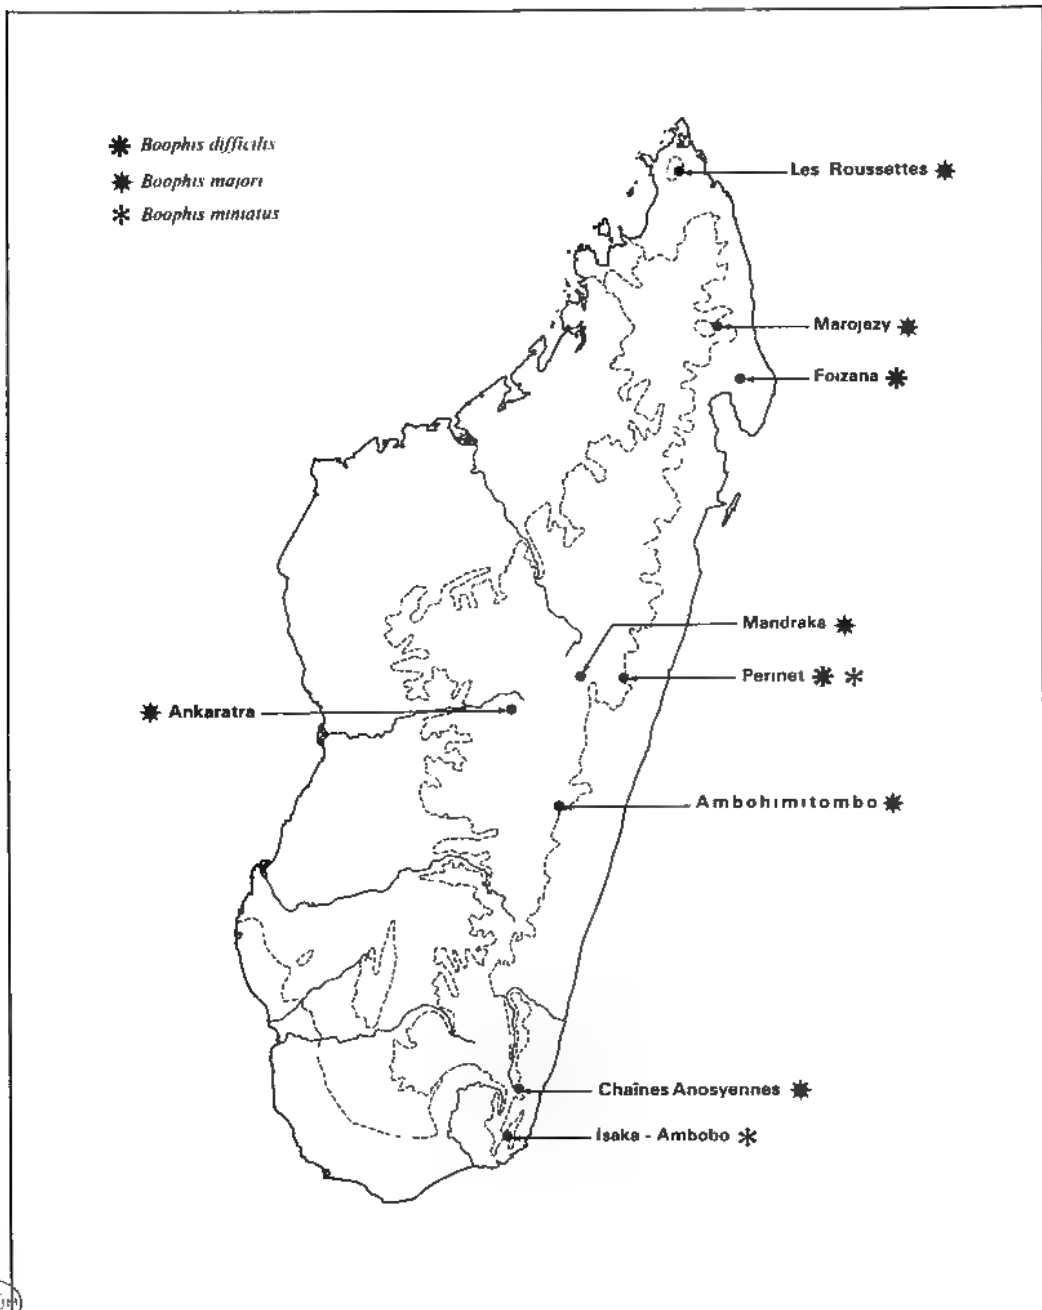 Boophis difficilis
Boophis majori
Boophis miniatus
Les Roussettes
Marojezy
Foizana
Mandraka
Perinet
Ankaratra
Ambohimitombo
Chaînes Anosyennes
Isaka - Ambobo